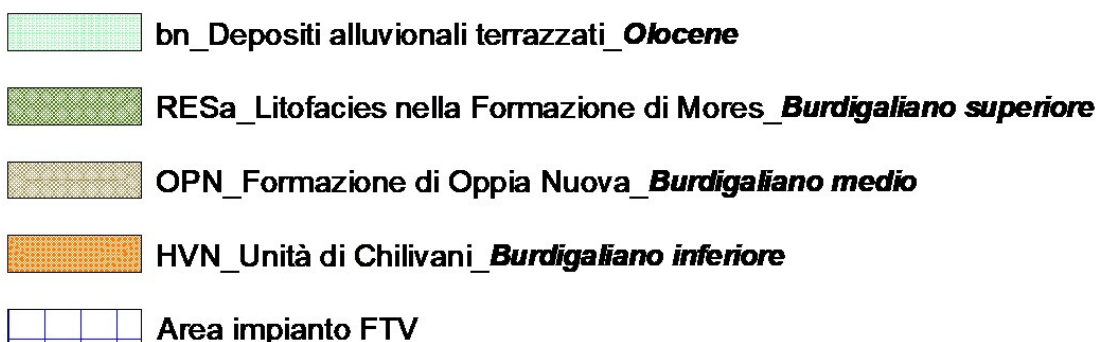 bn_Depositi alluvionali terrazzati_Olocene
RESa_Litofacies nella Formazione di Mores_Burdigaliano superiore
OPN_Formazione di Oppia Nuova_Burdigaliano medio
HVN_Unità di Chilivani_Burdigaliano inferiore
Area impianto FTV